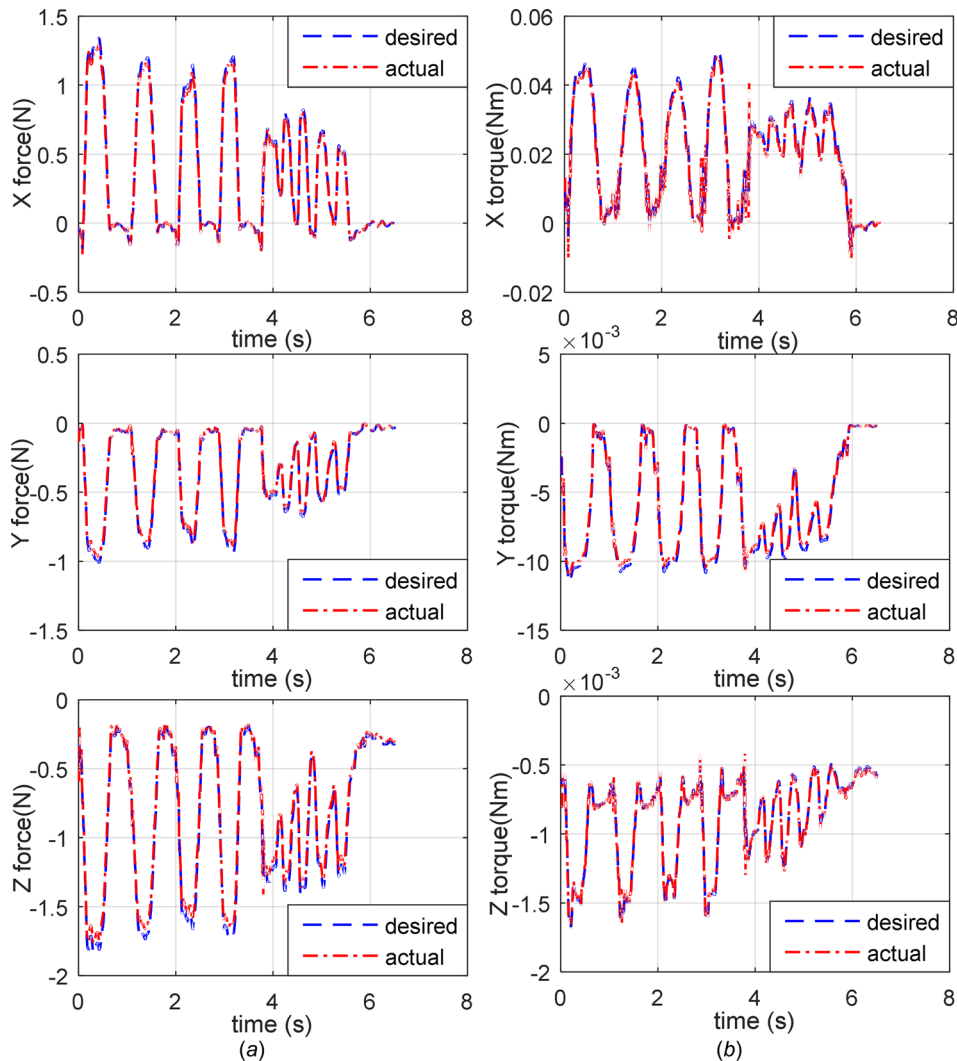 1.5
1
0.5
0
-0.5
X force(N)
0 2 4 6 8
time (s)
desired
actual
0.06
0.04
0.02
0
-0.02
X torque(Nm)
0 2 4 6 8
time (s)
desired
actual
0.5
0
-0.5
-1
-1.5
Y force(N)
0 2 4 6 8
time (s)
desired
actual
×10⁻³
5
0
-5
-10
-15
Y torque(Nm)
0 2 4 6 8
time (s)
desired
actual
0
-0.5
-1
-1.5
-2
Z force(N)
0 2 4 6 8
time (s)
desired
actual
(a)
×10⁻³
0
-0.5
-1
-1.5
-2
Z torque(Nm)
0 2 4 6 8
time (s)
desired
actual
(b)